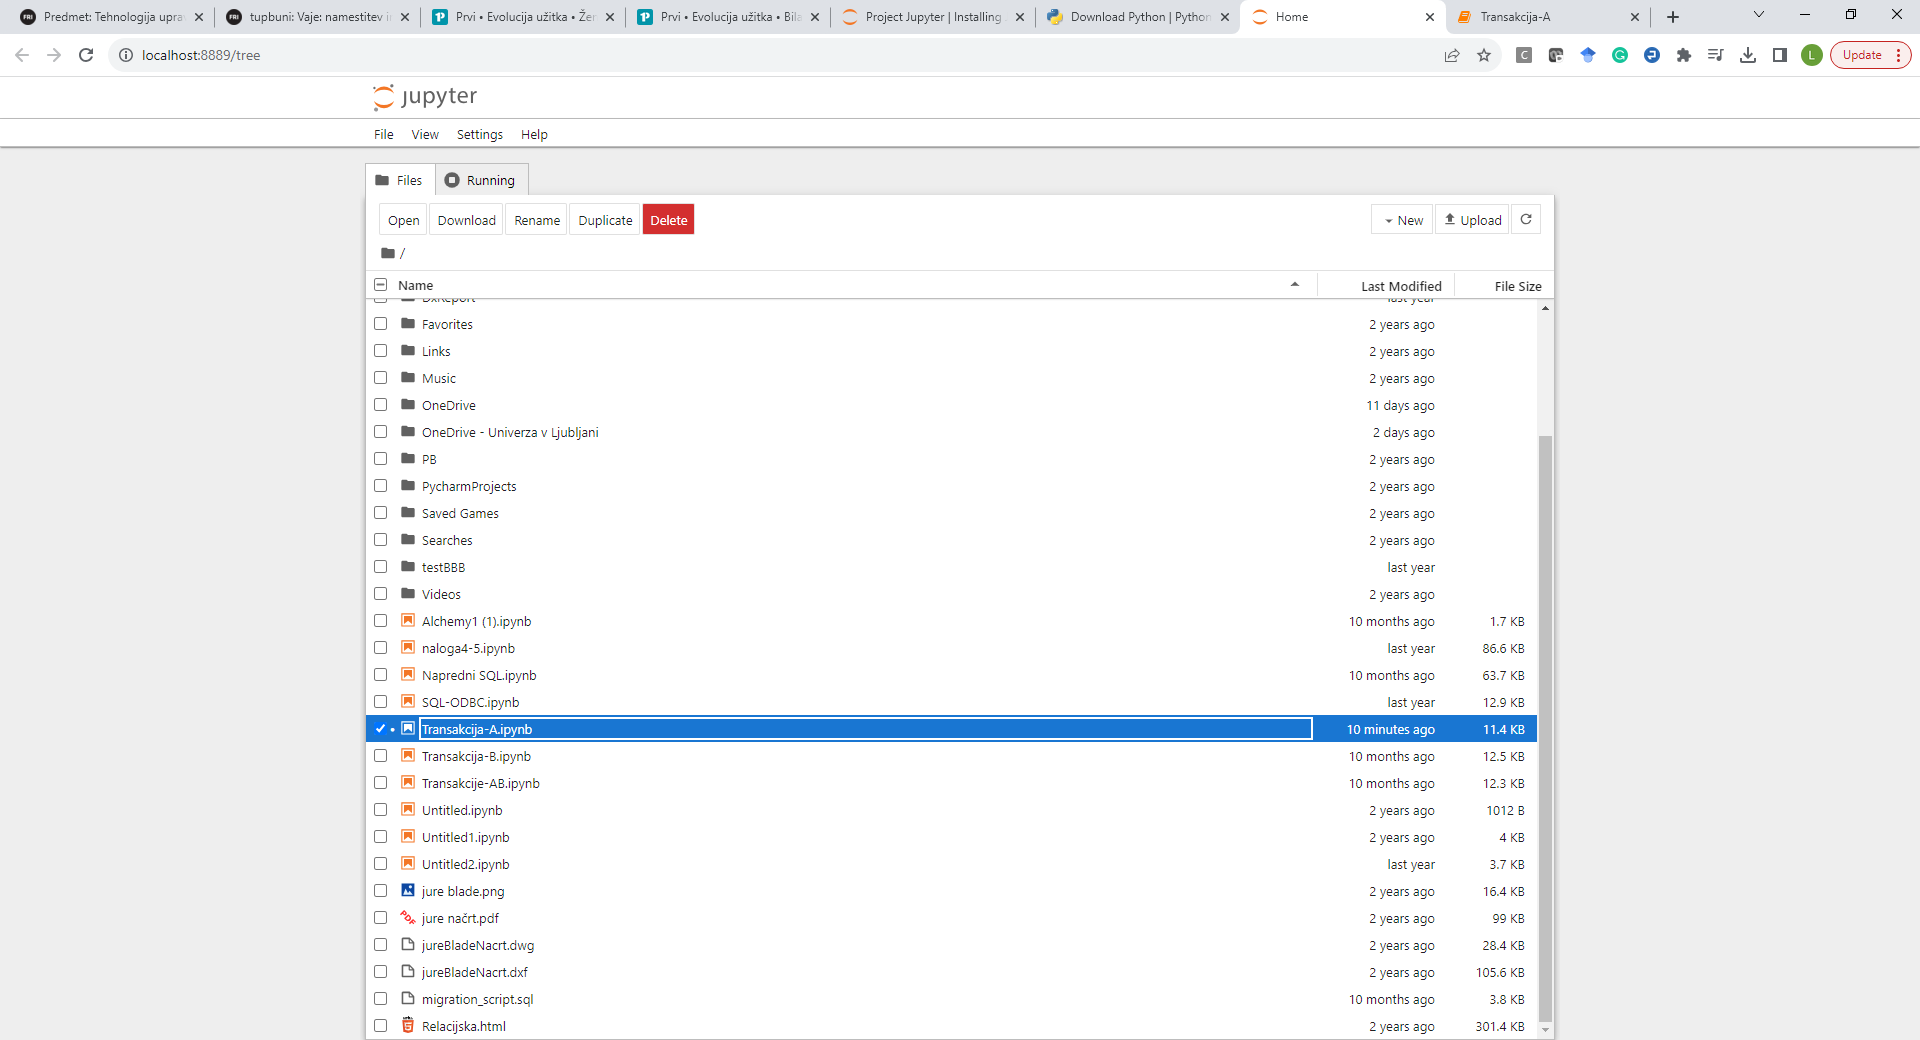 Predmet: Tehnologija uprav
tupbuni: Vaje: namestitev i
Prvi • Evolucija užitka • Žer
Prvi • Evolucija užitka • Bila
Project Jupyter | Installing
Download Python | Python
Home
Transakcija-A
localhost:8889/tree
C
L
Update
jupyter
File View Settings Help
Files Running
Open Download Rename Duplicate Delete New Upload
/
Name Last Modified File Size
DxReport last year
Favorites 2 years ago
Links 2 years ago
Music 2 years ago
OneDrive 11 days ago
OneDrive - Univerza v Ljubljani 2 days ago
PB 2 years ago
PycharmProjects 2 years ago
Saved Games 2 years ago
Searches 2 years ago
testBBB last year
Videos 2 years ago
Alchemy1 (1).ipynb 10 months ago 1.7 KB
naloga4-5.ipynb last year 86.6 KB
Napredni SQL.ipynb 10 months ago 63.7 KB
SQL-ODBC.ipynb last year 12.9 KB
Transakcija-A.ipynb 10 minutes ago 11.4 KB
Transakcija-B.ipynb 10 months ago 12.5 KB
Transakcije-AB.ipynb 10 months ago 12.3 KB
Untitled.ipynb 2 years ago 1012 B
Untitled1.ipynb 2 years ago 4 KB
Untitled2.ipynb last year 3.7 KB
jure blade.png 2 years ago 16.4 KB
jure načrt.pdf 2 years ago 99 KB
jureBladeNacrt.dwg 2 years ago 28.4 KB
jureBladeNacrt.dxf 2 years ago 105.6 KB
migration_script.sql 10 months ago 3.8 KB
Relacijska.html 2 years ago 301.4 KB